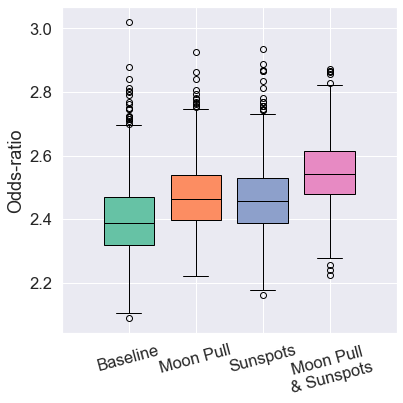 3.0
2.8
2.6
2.4
2.2
Odds-ratio
Baseline
Moon Pull
Sunspots
Moon Pull
& Sunspots